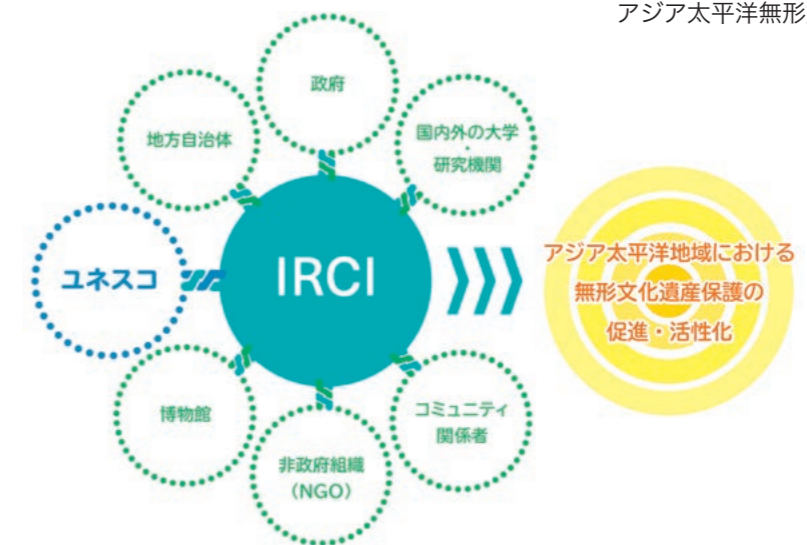 アジア太平洋無形
政府
地方自治体
国内外の大学
・
研究機関
ユネスコ
IRCI
アジア太平洋地域における
無形文化遺産保護の
促進・活性化
博物館
コミュニティ
関係者
非政府組織
(NGO)